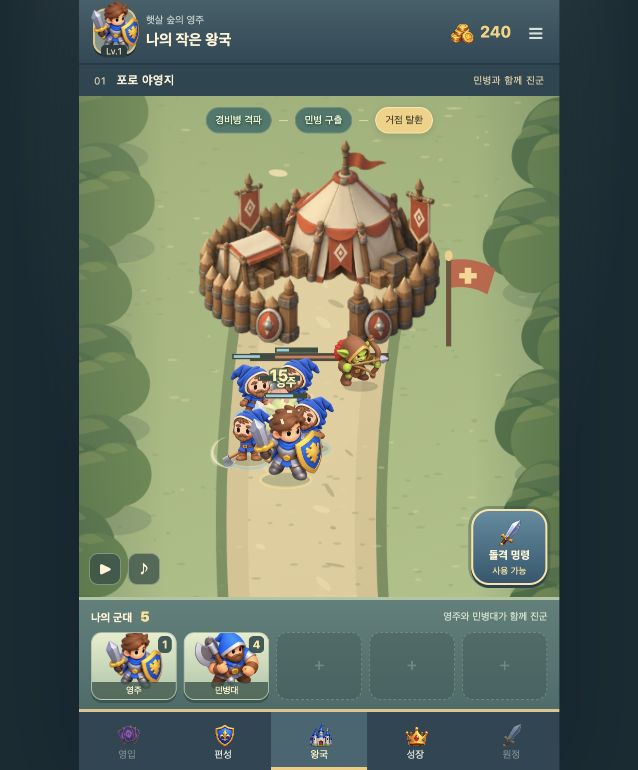 햇살 숲의 영주
나의 작은 왕국
Lv.1
240
01 포로 야영지
민병과 함께 진군
경비병 격파
민병 구출
거점 탈환
15
영주
돌격 명령
사용 가능
나의 군대 5
영주와 민병대가 함께 진군
1
영주
4
민병대
+
+
+
영입
편성
왕국
성장
원정